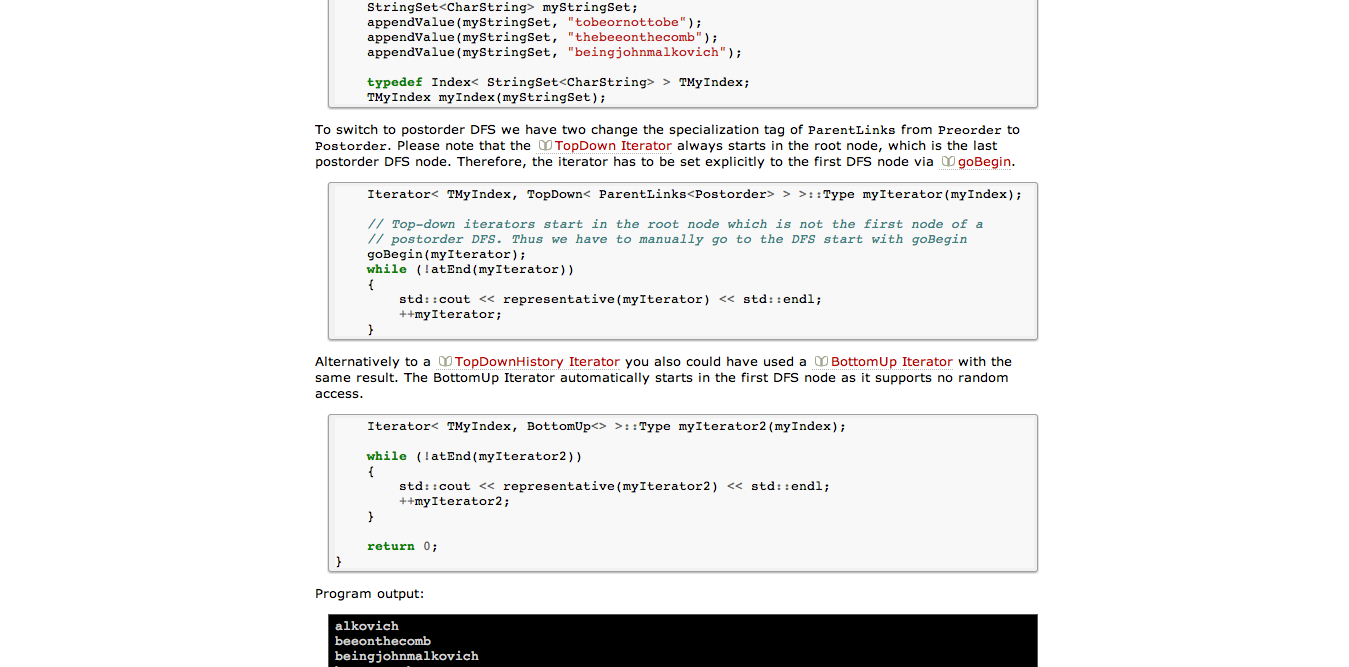 StringSet<CharString> myStringSet;
appendValue(myStringSet, "tobeornottobe");
appendValue(myStringSet, "thebeeonthecomb");
appendValue(myStringSet, "beingjohnmalkovich");
typedef Index< StringSet<CharString> > TMyIndex;
TMyIndex myIndex(myStringSet);
To switch to postorder DFS we have two change the specialization tag of ParentLinks from Preorder to
Postorder. Please note that the TopDown Iterator always starts in the root node, which is the last
postorder DFS node. Therefore, the iterator has to be set explicitly to the first DFS node via goBegin.
Iterator< TMyIndex, TopDown< ParentLinks<Postorder> > >::Type myIterator(myIndex);
// Top-down iterators start in the root node which is not the first node of a
// postorder DFS. Thus we have to manually go to the DFS start with goBegin
goBegin(myIterator);
while (!atEnd(myIterator))
{
std::cout << representative(myIterator) << std::endl;
++myIterator;
}
Alternatively to a TopDownHistory Iterator you also could have used a BottomUp Iterator with the
same result. The BottomUp Iterator automatically starts in the first DFS node as it supports no random
access.
Iterator< TMyIndex, BottomUp<> >::Type myIterator2(myIndex);
while (!atEnd(myIterator2))
{
std::cout << representative(myIterator2) << std::endl;
++myIterator2;
}
return 0;
}
Program output:
alkovich
beeonthecomb
beingjohnmalkovich